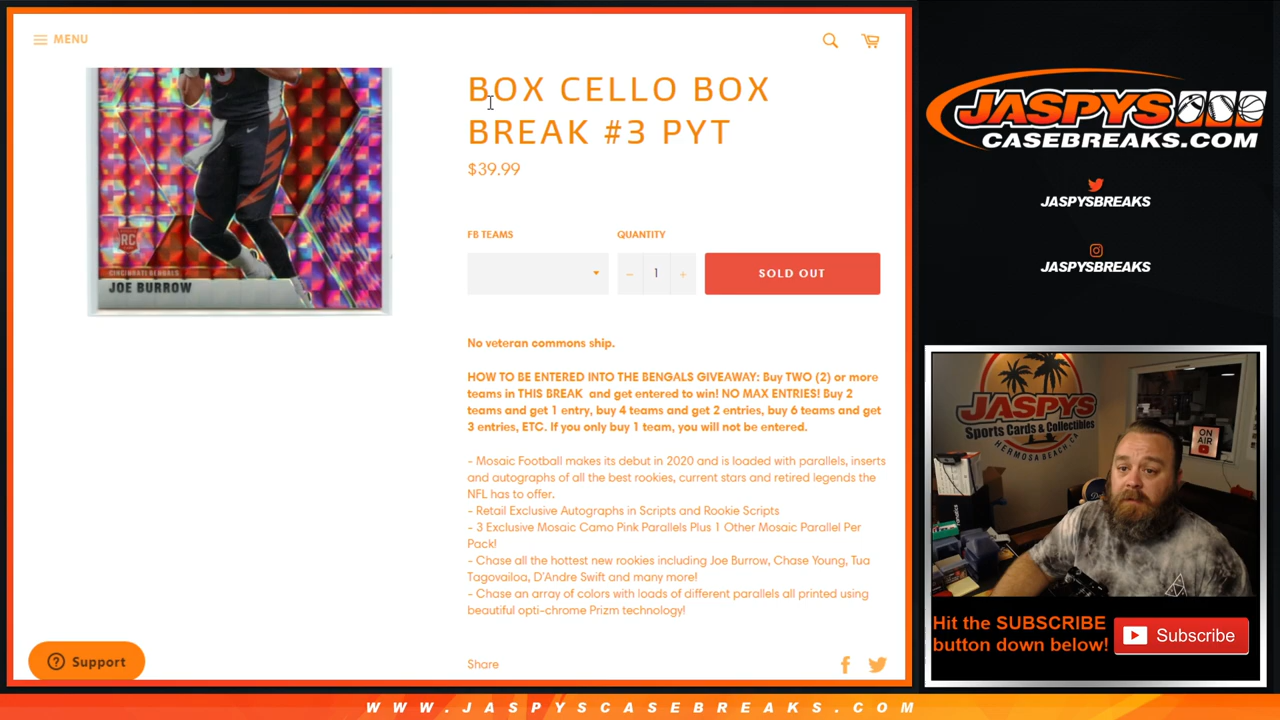 MENU
BOX CELLO BOX
BREAK #3 PYT
$39.99
FB TEAMS
QUANTITY
− 1 +
SOLD OUT
RC
CINCINNATI BENGALS
JOE BURROW
No veteran commons ship.
HOW TO BE ENTERED INTO THE BENGALS GIVEAWAY: Buy TWO (2) or more
teams in THIS BREAK and get entered to win! NO MAX ENTRIES! Buy 2
teams and get 1 entry, buy 4 teams and get 2 entries, buy 6 teams and get
3 entries, ETC. If you only buy 1 team, you will not be entered.
- Mosaic Football makes its debut in 2020 and is loaded with parallels, inserts
and autographs of all the best rookies, current stars and retired legends the
NFL has to offer.
- Retail Exclusive Autographs in Scripts and Rookie Scripts
- 3 Exclusive Mosaic Camo Pink Parallels Plus 1 Other Mosaic Parallel Per
Pack!
- Chase all the hottest new rookies including Joe Burrow, Chase Young, Tua
Tagovailoa, D'Andre Swift and many more!
- Chase an array of colors with loads of different parallels all printed using
beautiful opti-chrome Prizm technology!
Share
Support
JASPYS
CASEBREAKS.COM
JASPYSBREAKS
JASPYSBREAKS
JASPYS
Sports Cards & Collectibles
HERMOSA BEACH, CA
ON
AIR
Hit the SUBSCRIBE
button down below!
Subscribe
WWW.JASPYSCASEBREAKS.COM